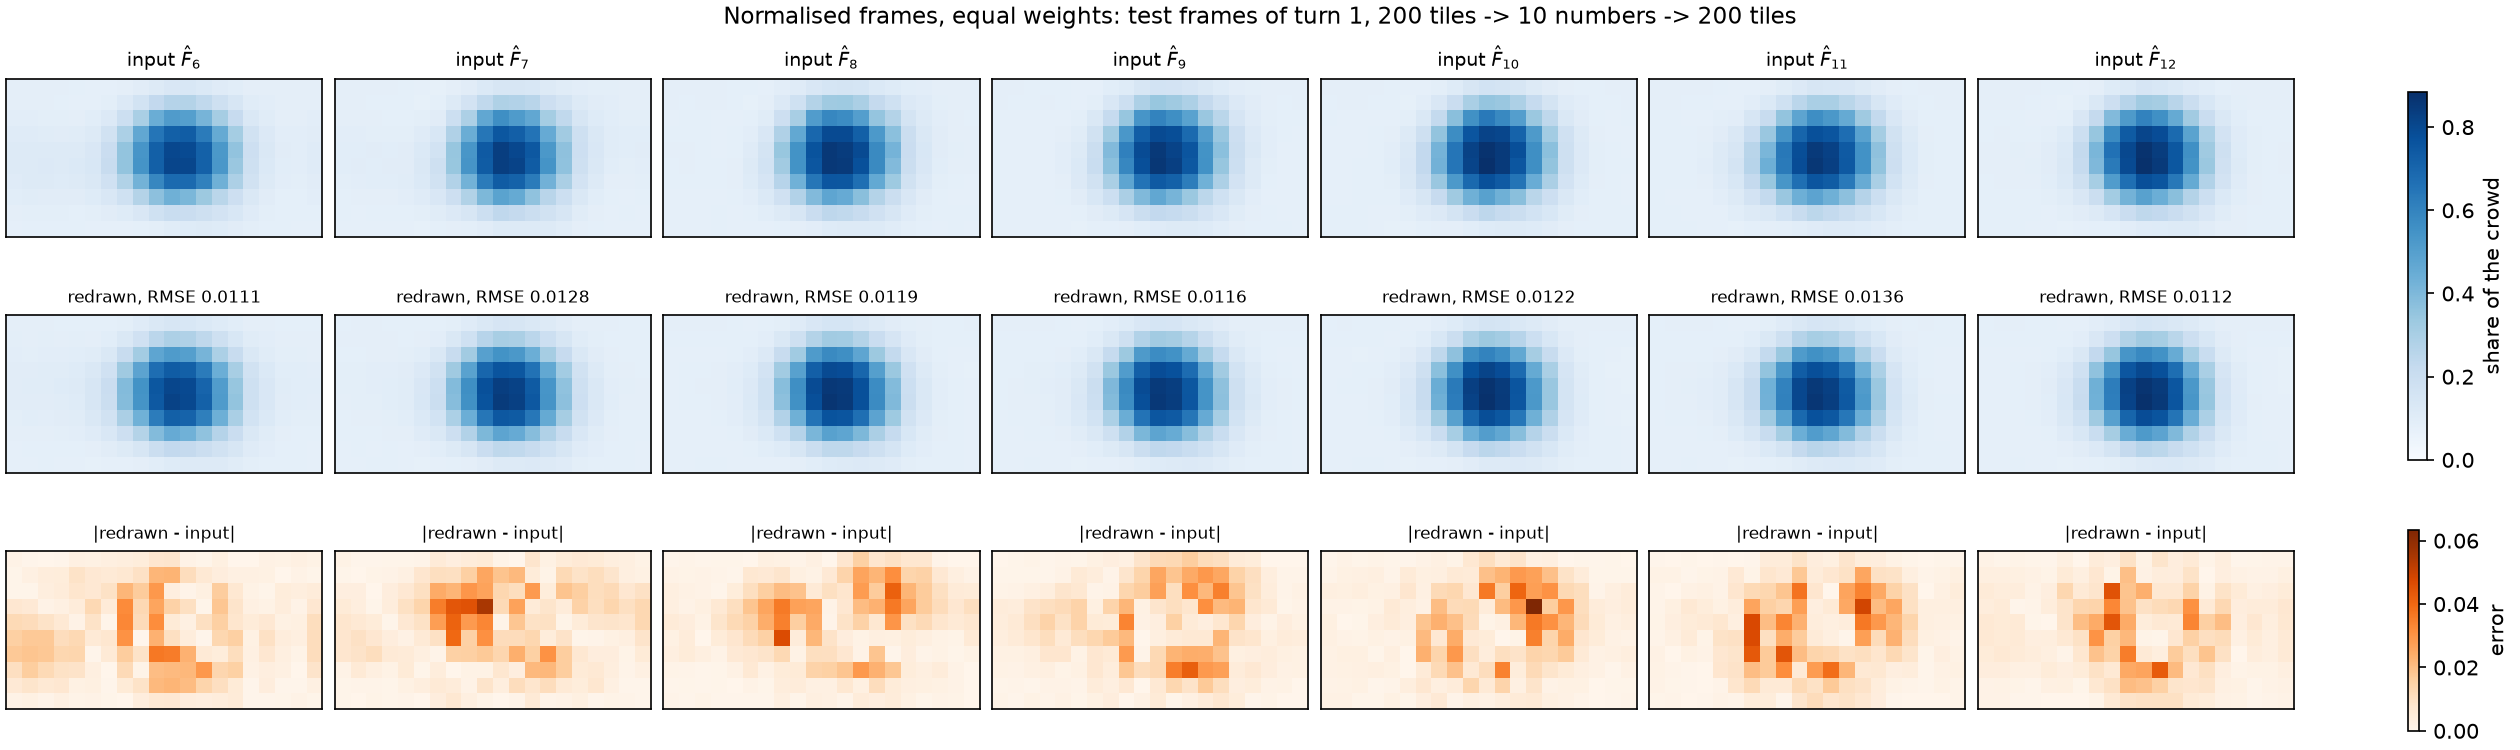 Normalised frames, equal weights: test frames of turn 1, 200 tiles -> 10 numbers -> 200 tiles
input F̂₆
input F̂₇
input F̂₈
input F̂₉
input F̂₁₀
input F̂₁₁
input F̂₁₂
0.8
0.6
0.4
0.2
0.0
share of the crowd
redrawn, RMSE 0.0111
redrawn, RMSE 0.0128
redrawn, RMSE 0.0119
redrawn, RMSE 0.0116
redrawn, RMSE 0.0122
redrawn, RMSE 0.0136
redrawn, RMSE 0.0112
|redrawn - input|
|redrawn - input|
|redrawn - input|
|redrawn - input|
|redrawn - input|
|redrawn - input|
|redrawn - input|
0.06
0.04
0.02
0.00
error